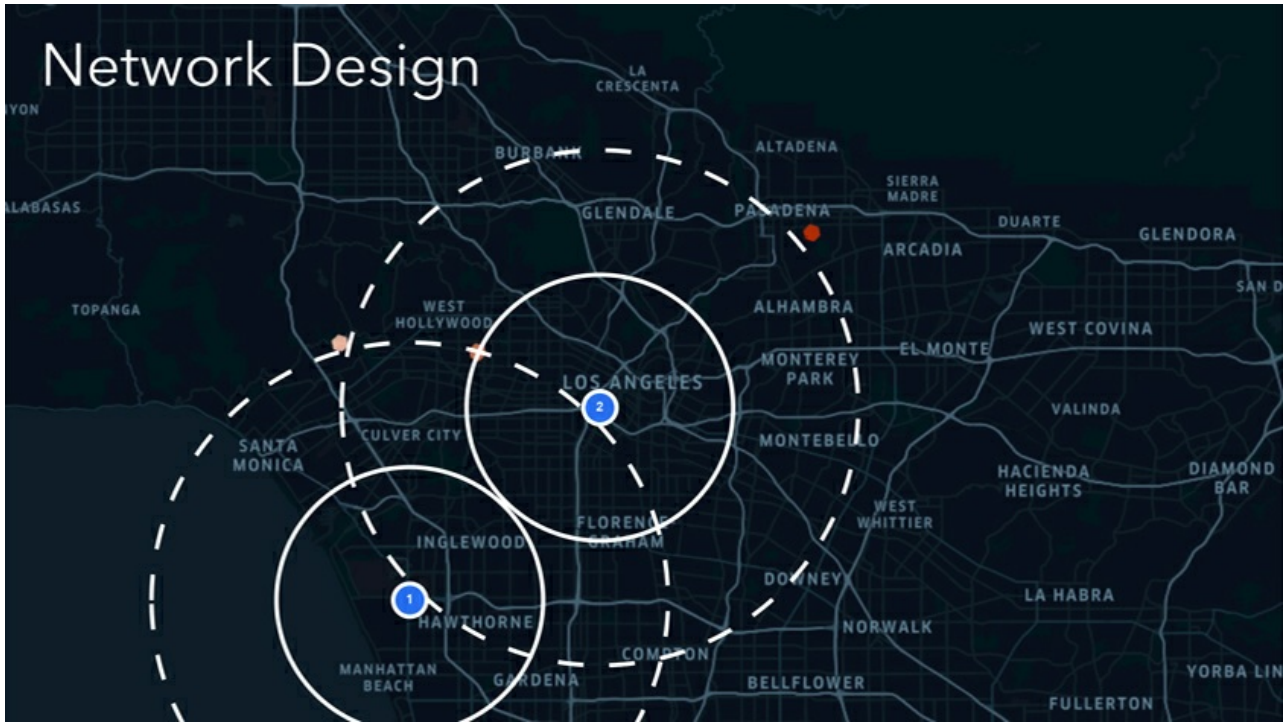 Network Design
LA
CRESCENTA
YON
BURBANK
ALTADENA
SIERRA
MADRE
ALABASAS
GLENDALE
PASADENA
DUARTE
GLENDORA
ARCADIA
SAN D
TOPANGA
WEST
HOLLYWOOD
ALHAMBRA
WEST COVINA
EL MONTE
MONTEREY
PARK
LOS ANGELES
2
VALINDA
CULVER CITY
MONTEBELLO
SANTA
MONICA
HACIENDA
HEIGHTS
DIAMOND
BAR
WEST
WHITTIER
FLORENCE-
GRAHAM
INGLEWOOD
DOWNEY
LA HABRA
1
HAWTHORNE
NORWALK
COMPTON
MANHATTAN
BEACH
GARDENA
BELLFLOWER
YORBA LIN
FULLERTON